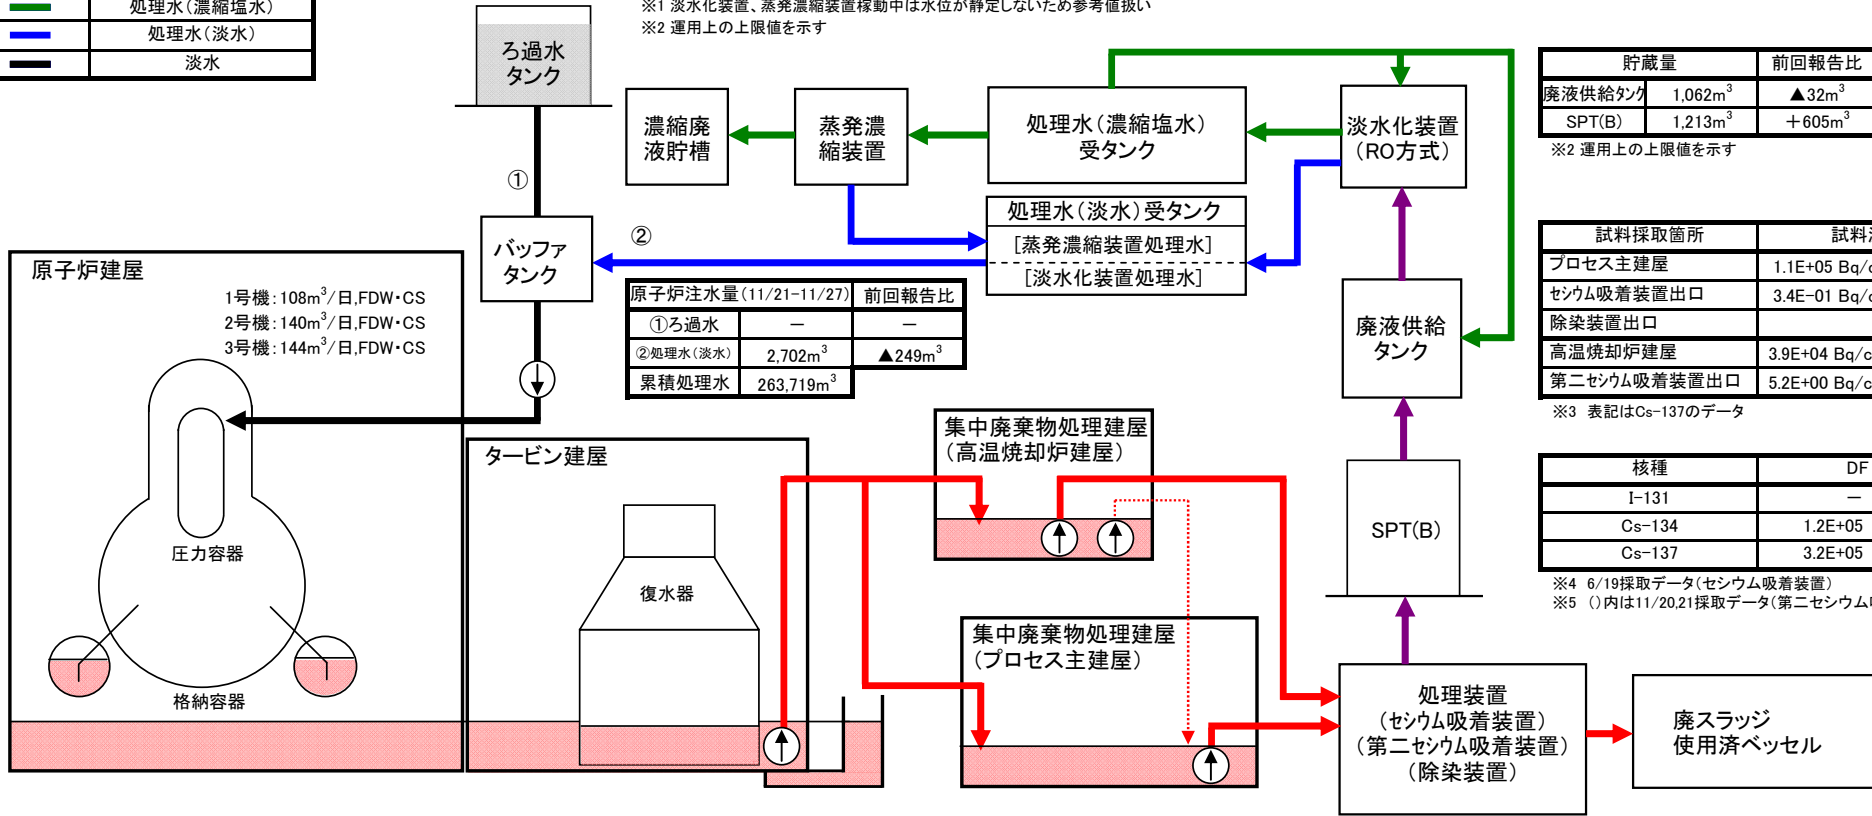 処理水(濃縮塩水)
処理水(淡水)
淡水
※1 淡水化装置、蒸発濃縮装置稼動中は水位が静定しないため参考値扱い
※2 運用上の上限値を示す
ろ過水
タンク
濃縮廃
液貯槽
蒸発濃
縮装置
処理水(濃縮塩水)
受タンク
淡水化装置
(RO方式)
貯蔵量 前回報告比
廃液供給タンク 1,062m³ ▲32m³
SPT(B) 1,213m³ +605m³
※2 運用上の上限値を示す
①
バッファ
タンク
②
処理水(淡水)受タンク
[蒸発濃縮装置処理水]
[淡水化装置処理水]
原子炉建屋
1号機:108m³/日,FDW・CS
2号機:140m³/日,FDW・CS
3号機:144m³/日,FDW・CS
原子炉注水量(11/21-11/27) 前回報告比
①ろ過水 - -
②処理水(淡水) 2,702m³ ▲249m³
累積処理水 263,719m³
廃液供給
タンク
試料採取箇所 試料
プロセス主建屋 1.1E+05 Bq/
セシウム吸着装置出口 3.4E-01 Bq/
除染装置出口
高温焼却炉建屋 3.9E+04 Bq/c
第二セシウム吸着装置出口 5.2E+00 Bq/c
※3 表記はCs-137のデータ
圧力容器
格納容器
タービン建屋
復水器
集中廃棄物処理建屋
(高温焼却炉建屋)
集中廃棄物処理建屋
(プロセス主建屋)
SPT(B)
核種 DF
I-131 -
Cs-134 1.2E+05
Cs-137 3.2E+05
※4 6/19採取データ(セシウム吸着装置)
※5 ()内は11/20,21採取データ(第二セシウム
処理装置
(セシウム吸着装置)
(第二セシウム吸着装置)
(除染装置)
廃スラッジ
使用済ベッセル